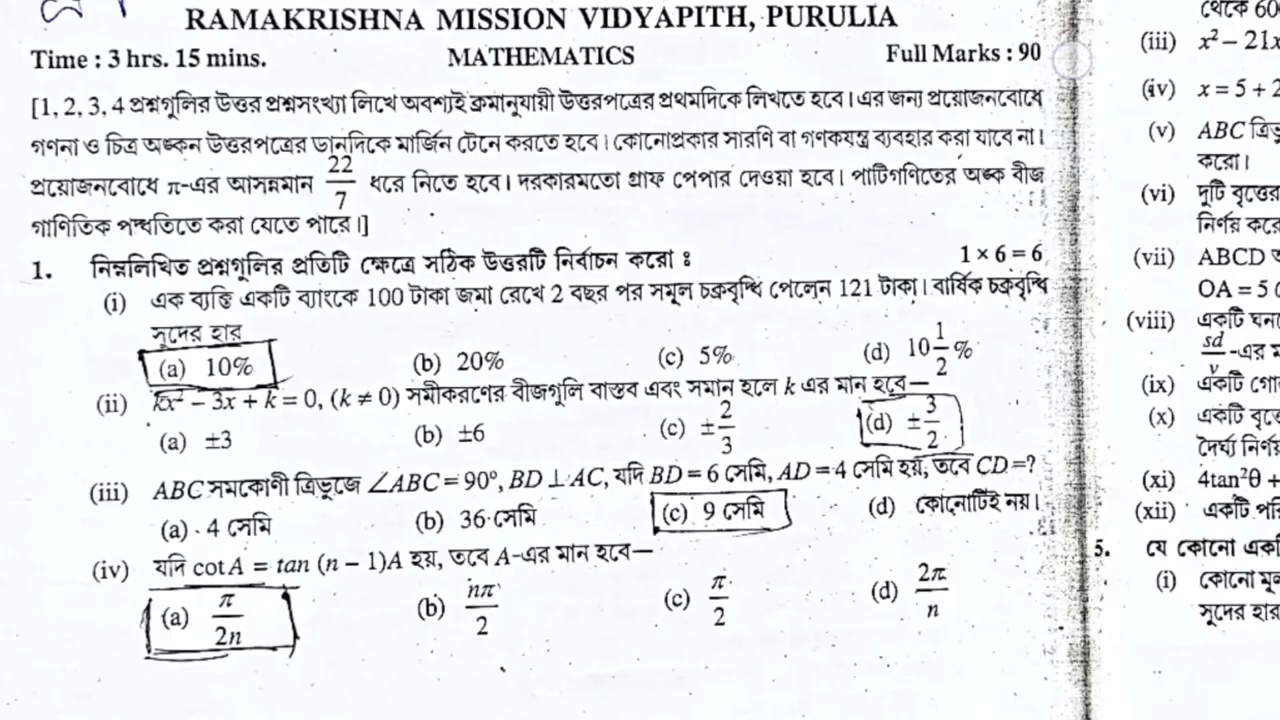 RAMAKRISHNA MISSION VIDYAPITH, PURULIA
Time : 3 hrs. 15 mins. MATHEMATICS Full Marks : 90
[1, 2, 3, 4 প্রশ্নগুলির উত্তর প্রশ্নসংখ্যা লিখে অবশ্যই ক্রমানুযায়ী উত্তরপত্রের প্রথমদিকে লিখতে হবে। এর জন্য প্রয়োজনবোধে
গণনা ও চিত্র অঙ্কন উত্তরপত্রের ডানদিকে মার্জিন টেনে করতে হবে। কোনোপ্রকার সারণি বা গণকযন্ত্র ব্যবহার করা যাবে না।
প্রয়োজনবোধে π-এর আসন্নমান 22/7 ধরে নিতে হবে। দরকারমতো গ্রাফ পেপার দেওয়া হবে। পাটিগণিতের অঙ্ক বীজ
গাণিতিক পদ্ধতিতে করা যেতে পারে।]
1. নিম্নলিখিত প্রশ্নগুলির প্রতিটি ক্ষেত্রে সঠিক উত্তরটি নির্বাচন করো ঃ 1 × 6 = 6
(i) এক ব্যক্তি একটি ব্যাংকে 100 টাকা জমা রেখে 2 বছর পর সমূল চক্রবৃদ্ধি পেলেন 121 টাকা। বার্ষিক চক্রবৃদ্ধি
সুদের হার
(a) 10% (b) 20% (c) 5% (d) 10 1/2 %
(ii) kx² – 3x + k = 0, (k ≠ 0) সমীকরণের বীজগুলি বাস্তব এবং সমান হলে k এর মান হবে—
(a) ±3 (b) ±6 (c) ± 2/3 (d) ± 3/2
(iii) ABC সমকোণী ত্রিভুজে ∠ABC = 90°, BD ⊥ AC, যদি BD = 6 সেমি, AD = 4 সেমি হয়, তবে CD =?
(a) 4 সেমি (b) 36 সেমি (c) 9 সেমি (d) কোনোটিই নয়।
(iv) যদি cot A = tan (n – 1)A হয়, তবে A-এর মান হবে—
(a) π/2n (b) nπ/2 (c) π/2 (d) 2π/n
থেকে 60
(iii) x² – 21x
(iv) x = 5 + 2
(v) ABC
করো।
(vi) দুটি বৃত্তের
নির্ণয় করো
(vii) ABCD
OA = 5
(viii) একটি ঘন
sd/v -এর
(ix) একটি
(x) একটি
দৈর্ঘ্য নির্ণয়
(xi) 4tan²θ +
(xii) একটি
5. যে কোনো
(i) কোনো
সুদের হার